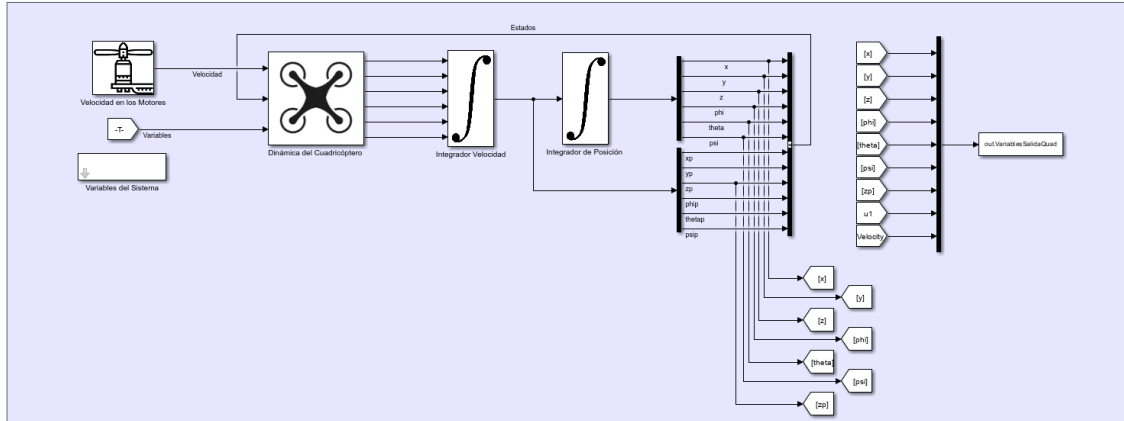 Estados
Velocidad
Velocidad en los Motores
-T-
Variables
Variables del Sistema
Dinámica del Cuadricóptero
Integrador Velocidad
Integrador de Posición
x
y
z
phi
theta
psi
xp
yp
zp
phip
thetap
psip
[x]
[y]
[z]
[phi]
[theta]
[psi]
[zp]
u1
Velocity
out.VariablesSalidaQuad
[x]
[y]
[z]
[phi]
[theta]
[psi]
[zp]